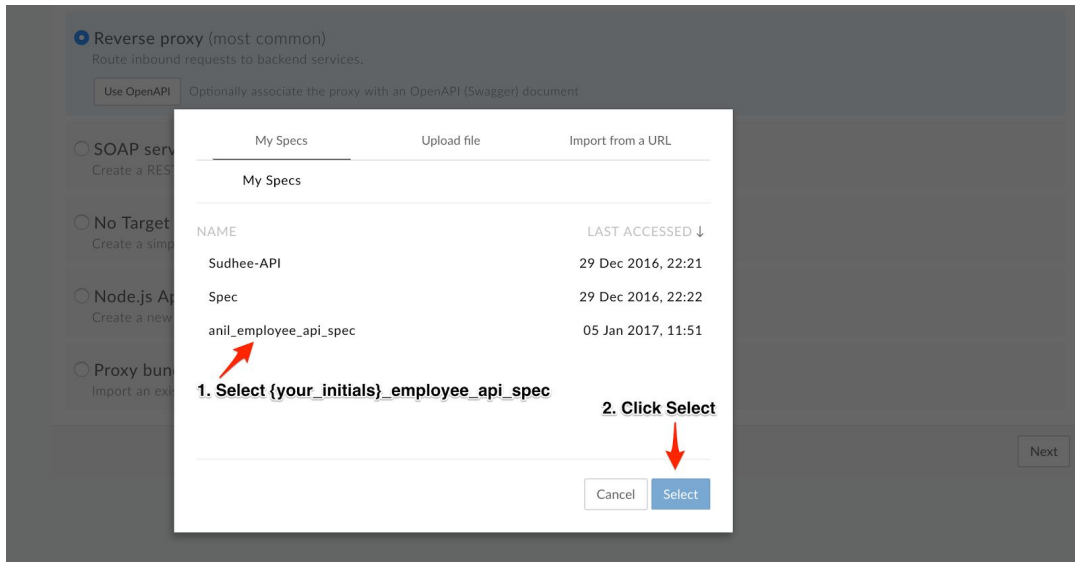 Reverse proxy (most common)
Route inbound requests to backend services.
Use OpenAPI Optionally associate the proxy with an OpenAPI (Swagger) document
My Specs Upload file Import from a URL
SOAP serv
Create a RES
My Specs
No Target
Create a simp
NAME LAST ACCESSED ↓
Sudhee-API 29 Dec 2016, 22:21
Node.js Ap
Spec 29 Dec 2016, 22:22
Create a new
anil_employee_api_spec 05 Jan 2017, 11:51
Proxy bun
Import an exi
1. Select {your_initials}_employee_api_spec
2. Click Select
Next
Cancel Select